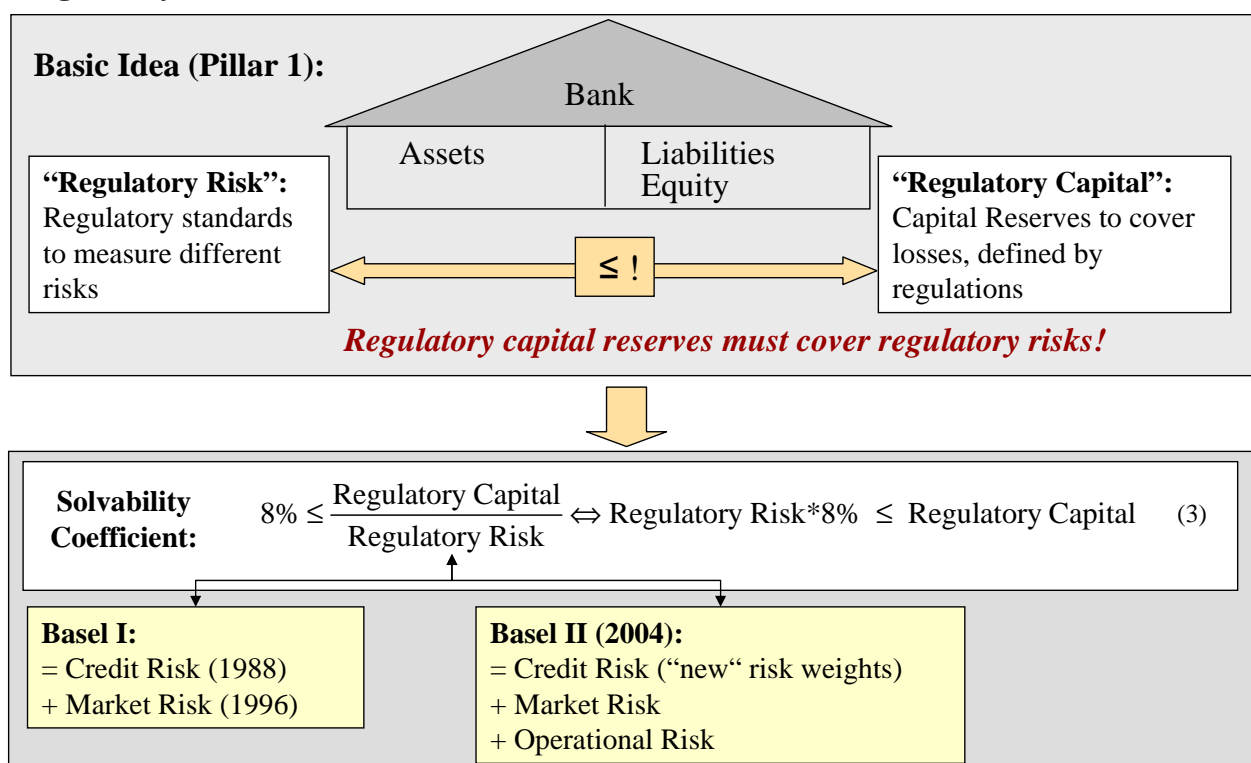 Basic Idea (Pillar 1):
Bank
Assets
Liabilities
Equity
“Regulatory Risk”:
Regulatory standards
to measure different
risks
≤ !
“Regulatory Capital”:
Capital Reserves to cover
losses, defined by
regulations
Regulatory capital reserves must cover regulatory risks!
Solvability
Coefficient:
8% ≤ Regulatory Capital / Regulatory Risk ⇔ Regulatory Risk*8% ≤ Regulatory Capital (3)
Basel I:
= Credit Risk (1988)
+ Market Risk (1996)
Basel II (2004):
= Credit Risk (“new“ risk weights)
+ Market Risk
+ Operational Risk